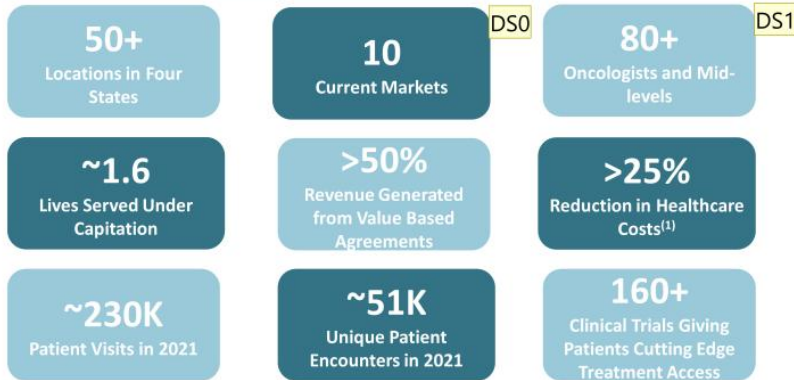 50+
Locations in Four
States
DS0
10
Current Markets
DS1
80+
Oncologists and Mid-
levels
~1.6
Lives Served Under
Capitation
>50%
Revenue Generated
from Value Based
Agreements
>25%
Reduction in Healthcare
Costs(1)
~230K
Patient Visits in 2021
~51K
Unique Patient
Encounters in 2021
160+
Clinical Trials Giving
Patients Cutting Edge
Treatment Access